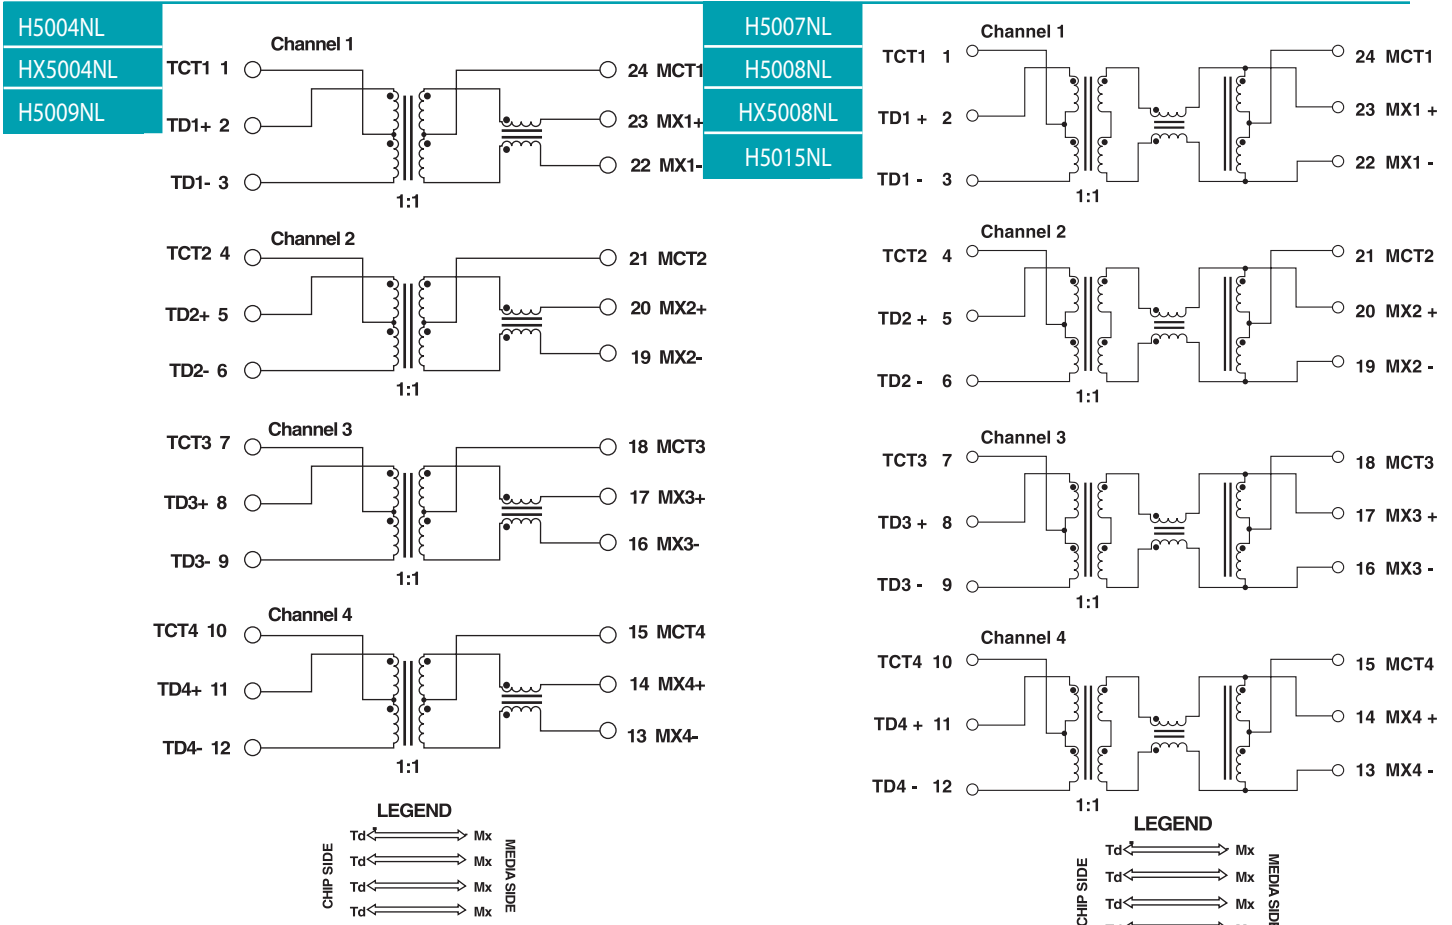 H5004NL
HX5004NL
H5009NL
Channel 1
TCT1 1
24 MCT1
TD1+ 2
23 MX1+
TD1- 3
22 MX1-
1:1
Channel 2
TCT2 4
21 MCT2
TD2+ 5
20 MX2+
TD2- 6
19 MX2-
1:1
Channel 3
TCT3 7
18 MCT3
TD3+ 8
17 MX3+
TD3- 9
16 MX3-
1:1
Channel 4
TCT4 10
15 MCT4
TD4+ 11
14 MX4+
TD4- 12
13 MX4-
1:1
LEGEND
CHIP SIDE
Td Mx
Td Mx
Td Mx
Td Mx
MEDIA SIDE
H5007NL
H5008NL
HX5008NL
H5015NL
Channel 1
TCT1 1
24 MCT1
TD1 + 2
23 MX1 +
TD1 - 3
22 MX1 -
1:1
Channel 2
TCT2 4
21 MCT2
TD2 + 5
20 MX2 +
TD2 - 6
19 MX2 -
1:1
Channel 3
TCT3 7
18 MCT3
TD3 + 8
17 MX3 +
TD3 - 9
16 MX3 -
1:1
Channel 4
TCT4 10
15 MCT4
TD4 + 11
14 MX4 +
TD4 - 12
13 MX4 -
1:1
LEGEND
CHIP SIDE
Td Mx
Td Mx
Td Mx
MEDIA SIDE